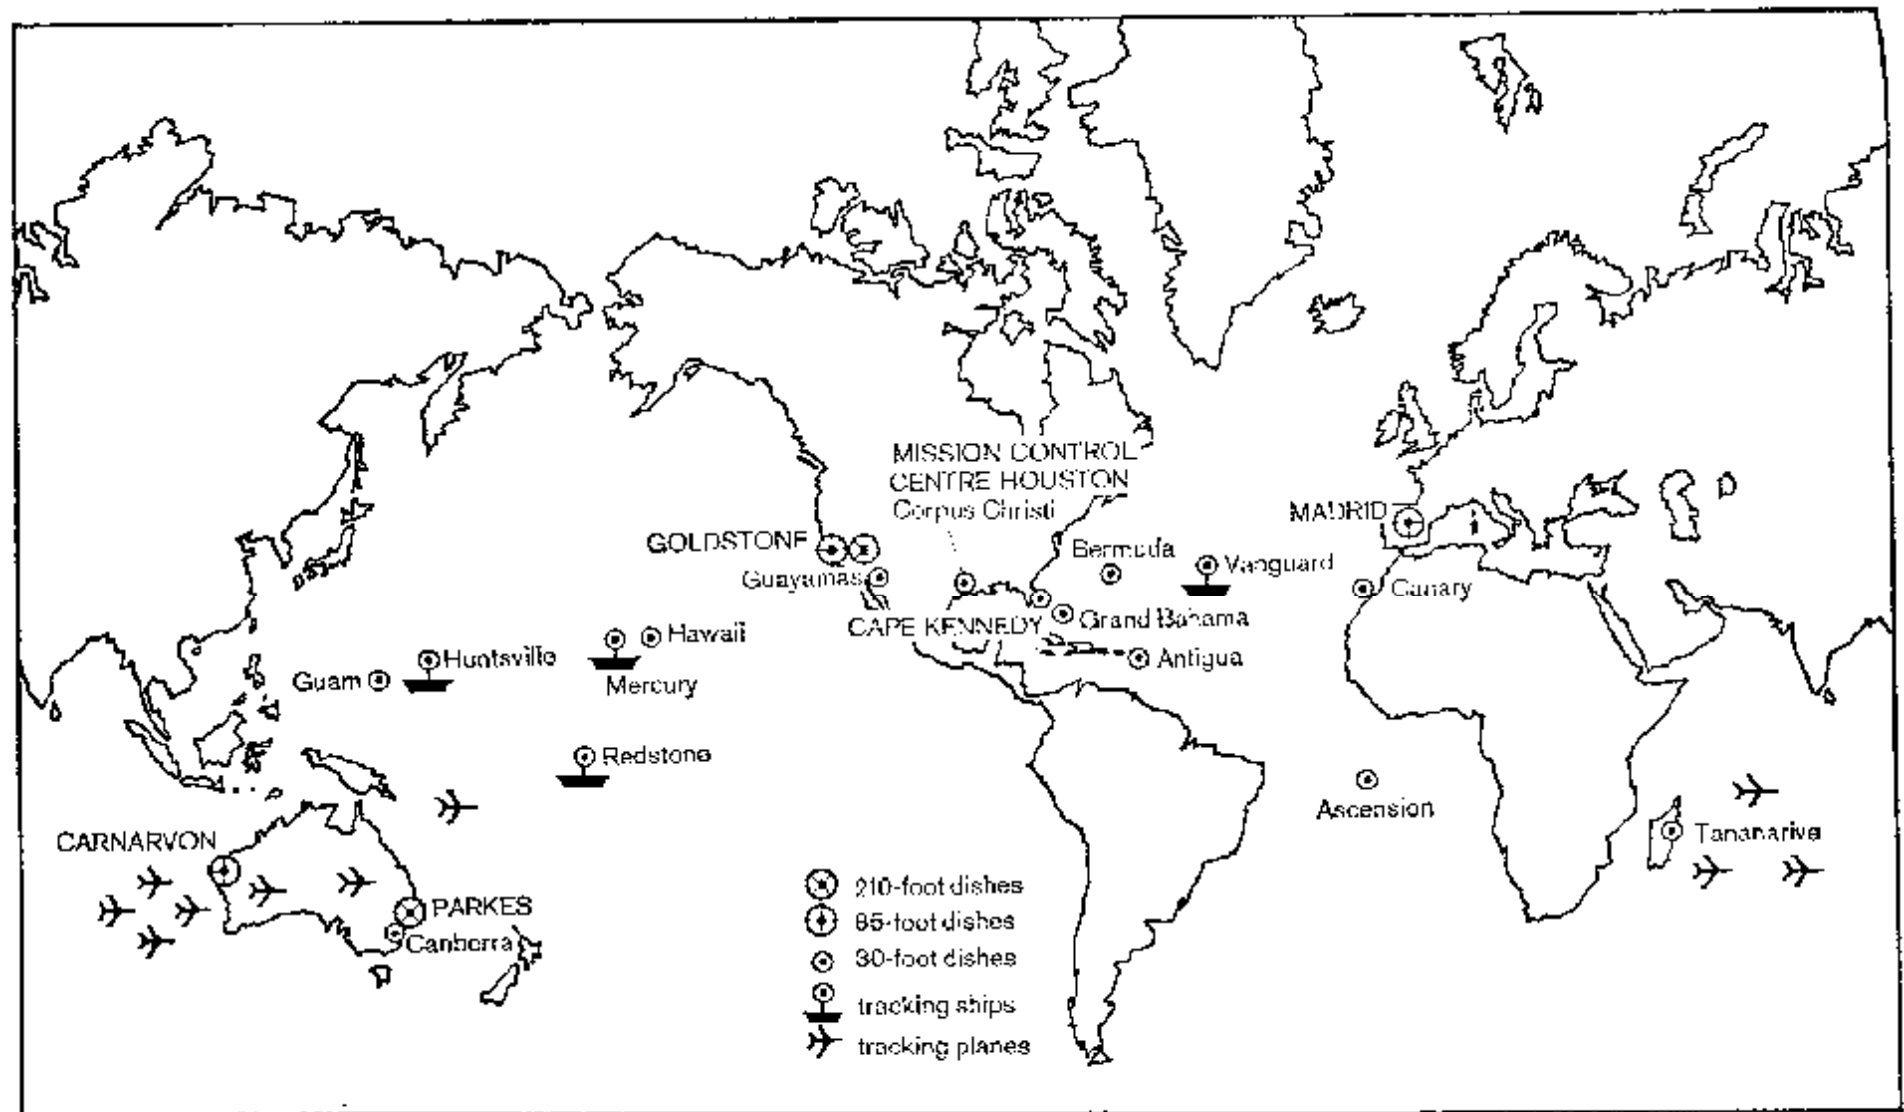 MISSION CONTROL
CENTRE HOUSTON
Corpus Christi
MADRID
GOLDSTONE
Bermuda
Vanguard
Guayamas
Canary
Grand Bahama
CAPE KENNEDY
Hawaii
Huntsville
Antigua
Guam
Mercury
Redstone
Ascension
CARNARVON
Tananarive
210-foot dishes
PARKES
85-foot dishes
Canberra
30-foot dishes
tracking ships
tracking planes